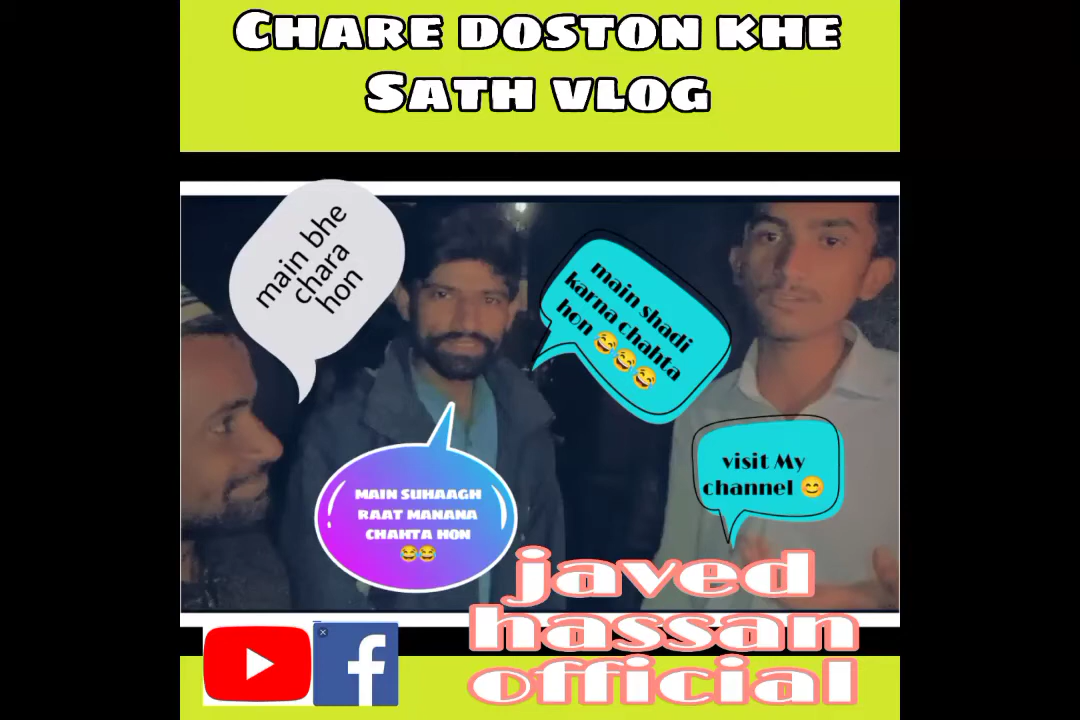 CHARE DOSTON KHE
SATH VLOG
main bhe
chara
hon
main shadi
karna chahta
hon 😂😂😂
visit My
channel 😊
MAIN SUHAAGH
RAAT MANANA
CHAHTA HON
😂😂
javed
hassan
official